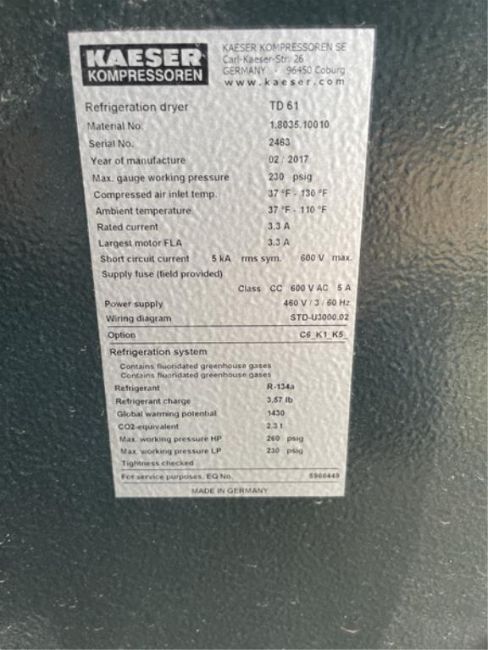 KAESER
KOMPRESSOREN
KAESER KOMPRESSOREN SE
Carl-Kaeser-Str. 26
GERMANY - 96450 Coburg
www.kaeser.com
Refrigeration dryer TD 61
Material No. 1.8035.10010
Serial No. 2463
Year of manufacture 02 / 2017
Max. gauge working pressure 230 psig
Compressed air inlet temp. 37 °F - 130 °F
Ambient temperature 37 °F - 110 °F
Rated current 3.3 A
Largest motor FLA 3.3 A
Short circuit current 5 kA rms sym. 600 V max.
Supply fuse (field provided)
Class CC 600 V AC 5 A
Power supply 460 V / 3 / 60 Hz
Wiring diagram STD-U3000.02
Option C6 K1 K5
Refrigeration system
Contains fluoridated greenhouse gases
Contains fluoridated greenhouse gases
Refrigerant R-134a
Refrigerant charge 3.57 lb
Global warming potential 1430
CO2-equivalent 2.3 t
Max. working pressure HP 260 psig
Max. working pressure LP 230 psig
Tightness checked
For service purposes, EQ No. 5966449
MADE IN GERMANY